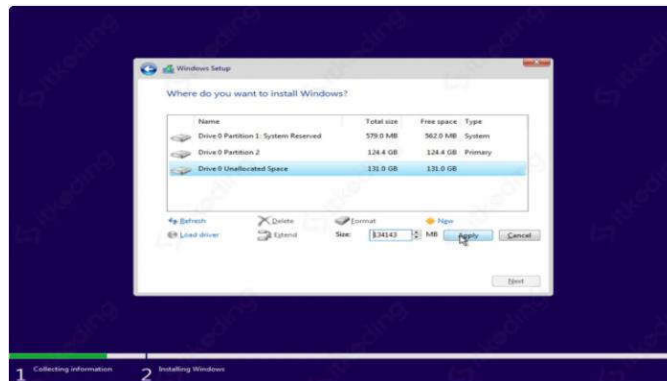 Windows Setup
Where do you want to install Windows?
Name Total size Free space Type
Drive 0 Partition 1: System Reserved 579.0 MB 562.0 MB System
Drive 0 Partition 2 124.4 GB 124.4 GB Primary
Drive 0 Unallocated Space 131.0 GB 131.0 GB
Refresh Delete Format New
Load driver Extend Size: 134143 MB Apply Cancel
Next
1 Collecting information 2 Installing Windows